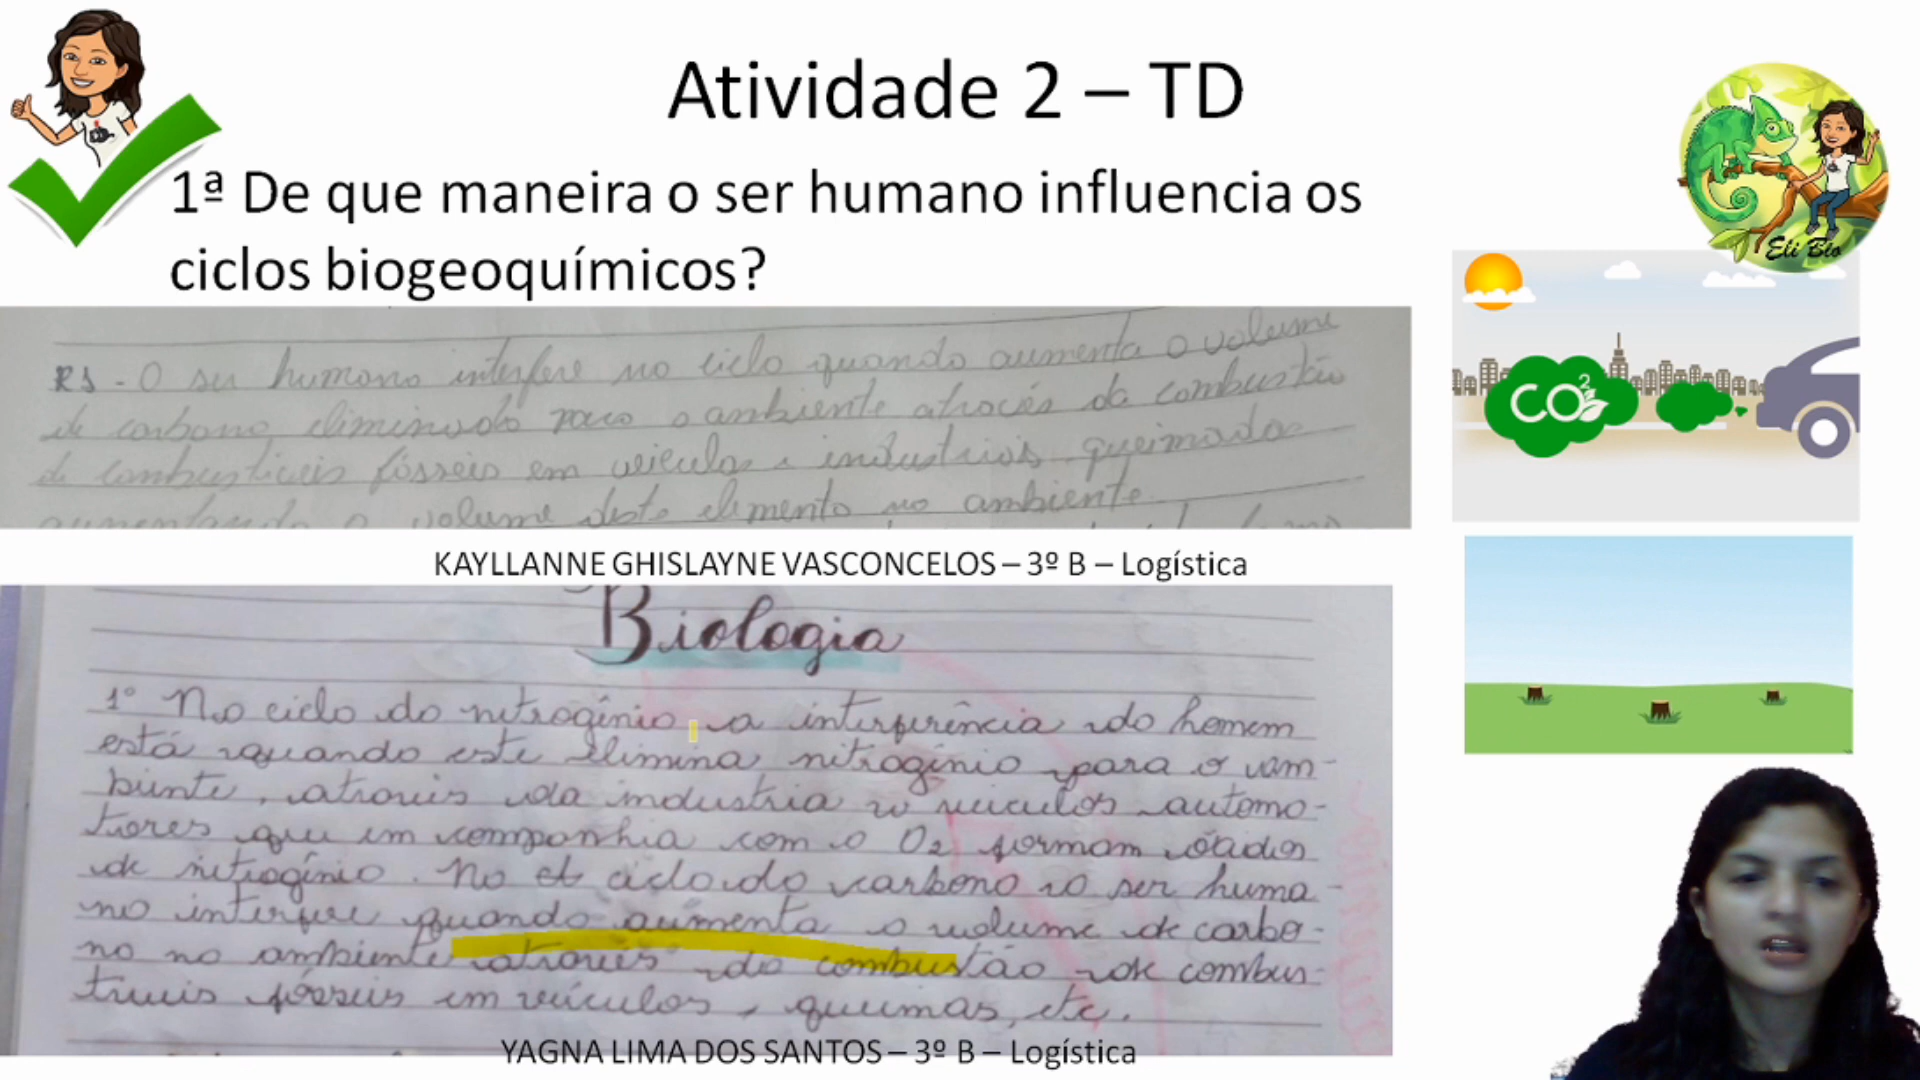 Atividade 2 – TD
1ª De que maneira o ser humano influencia os
ciclos biogeoquímicos?
Eli Bio
CO2
R1 - O ser humano interfere no ciclo quando aumenta o volume
de carbono eliminado para o ambiente através da combustão
de combustíveis fósseis em veículos e industrias, queimadas
aumentando o volume deste elemento no ambiente.
KAYLLANNE GHISLAYNE VASCONCELOS – 3º B – Logística
Biologia
1º No ciclo do nitrogênio a interferência do homem
está quando este elimina nitrogênio para o am-
biente, através da industria e veículos automo-
tores que em companhia com o O2 formam óxidos
de nitrogênio. No ciclo do carbono o ser huma-
no interfere quando aumenta o volume de carbo-
no no ambiente através da combustão de combus-
tiveis fósseis em veículos, queimas, etc.
YAGNA LIMA DOS SANTOS – 3º B – Logística